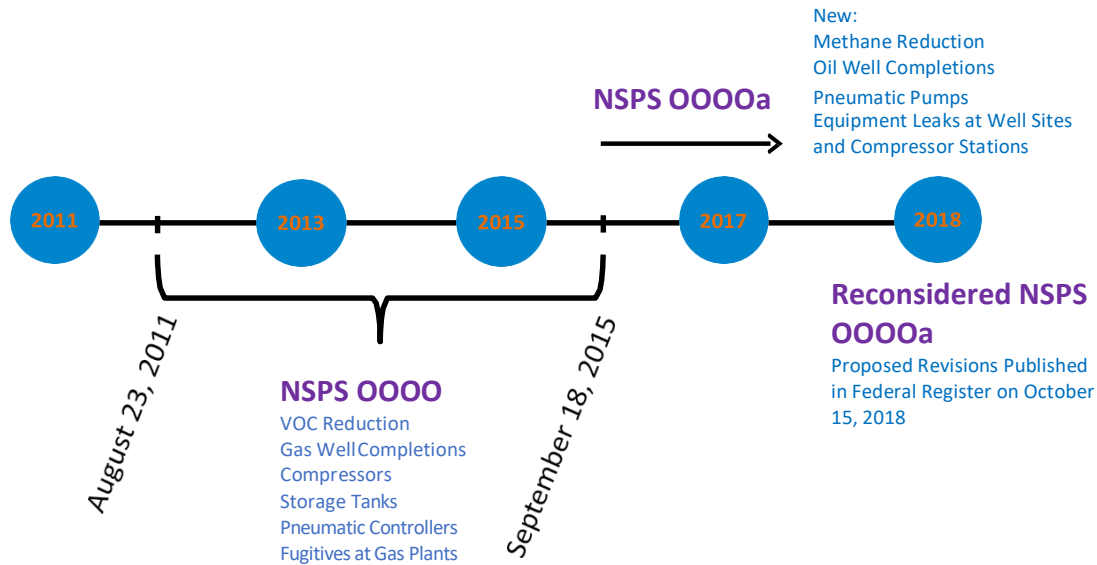 New:
Methane Reduction
Oil Well Completions
Pneumatic Pumps
Equipment Leaks at Well Sites
and Compressor Stations
NSPS OOOOa
2011
2013
2015
2017
2018
August 23, 2011
September 18, 2015
NSPS OOOO
VOC Reduction
Gas Well Completions
Compressors
Storage Tanks
Pneumatic Controllers
Fugitives at Gas Plants
Reconsidered NSPS
OOOOa
Proposed Revisions Published
in Federal Register on October
15, 2018